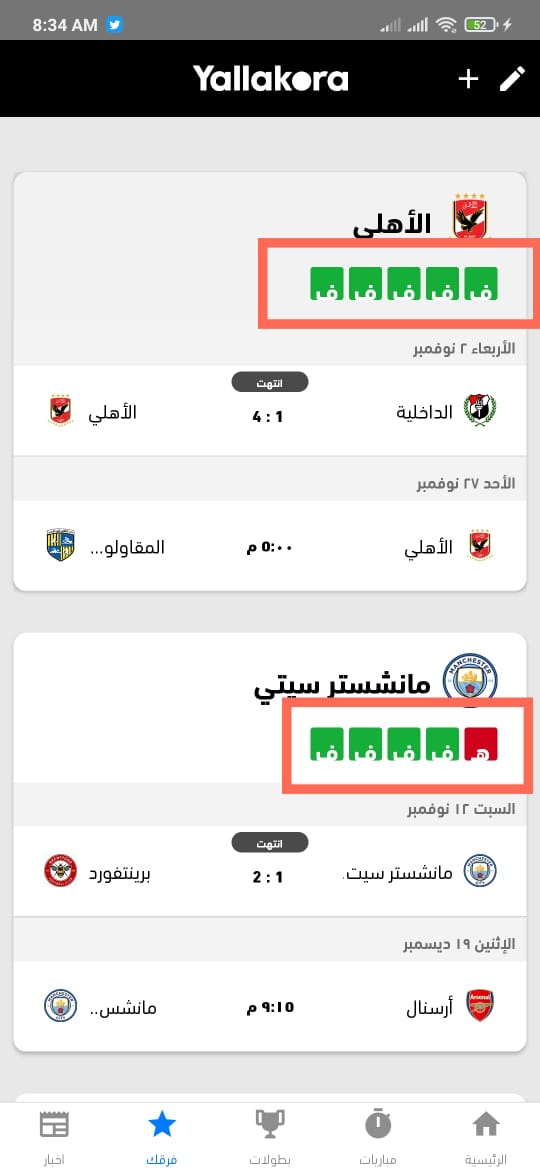 8:34 AM
52
Yallakora
الأهلي
ف ف ف ف ف
الأربعاء ٢ نوفمبر
انتهت
الداخلية
4 : 1
الأهلي
الأحد ٢٧ نوفمبر
الأهلي
٥:٠٠ م
المقاولو...
مانشستر سيتي
ه ف ف ف ف
السبت ١٢ نوفمبر
انتهت
مانشستر سيت.
2 : 1
برينتفورد
الإثنين ١٩ ديسمبر
أرسنال
٩:١٥ م
مانشس..
الرئيسية
مباريات
بطولات
فرقك
اخبار